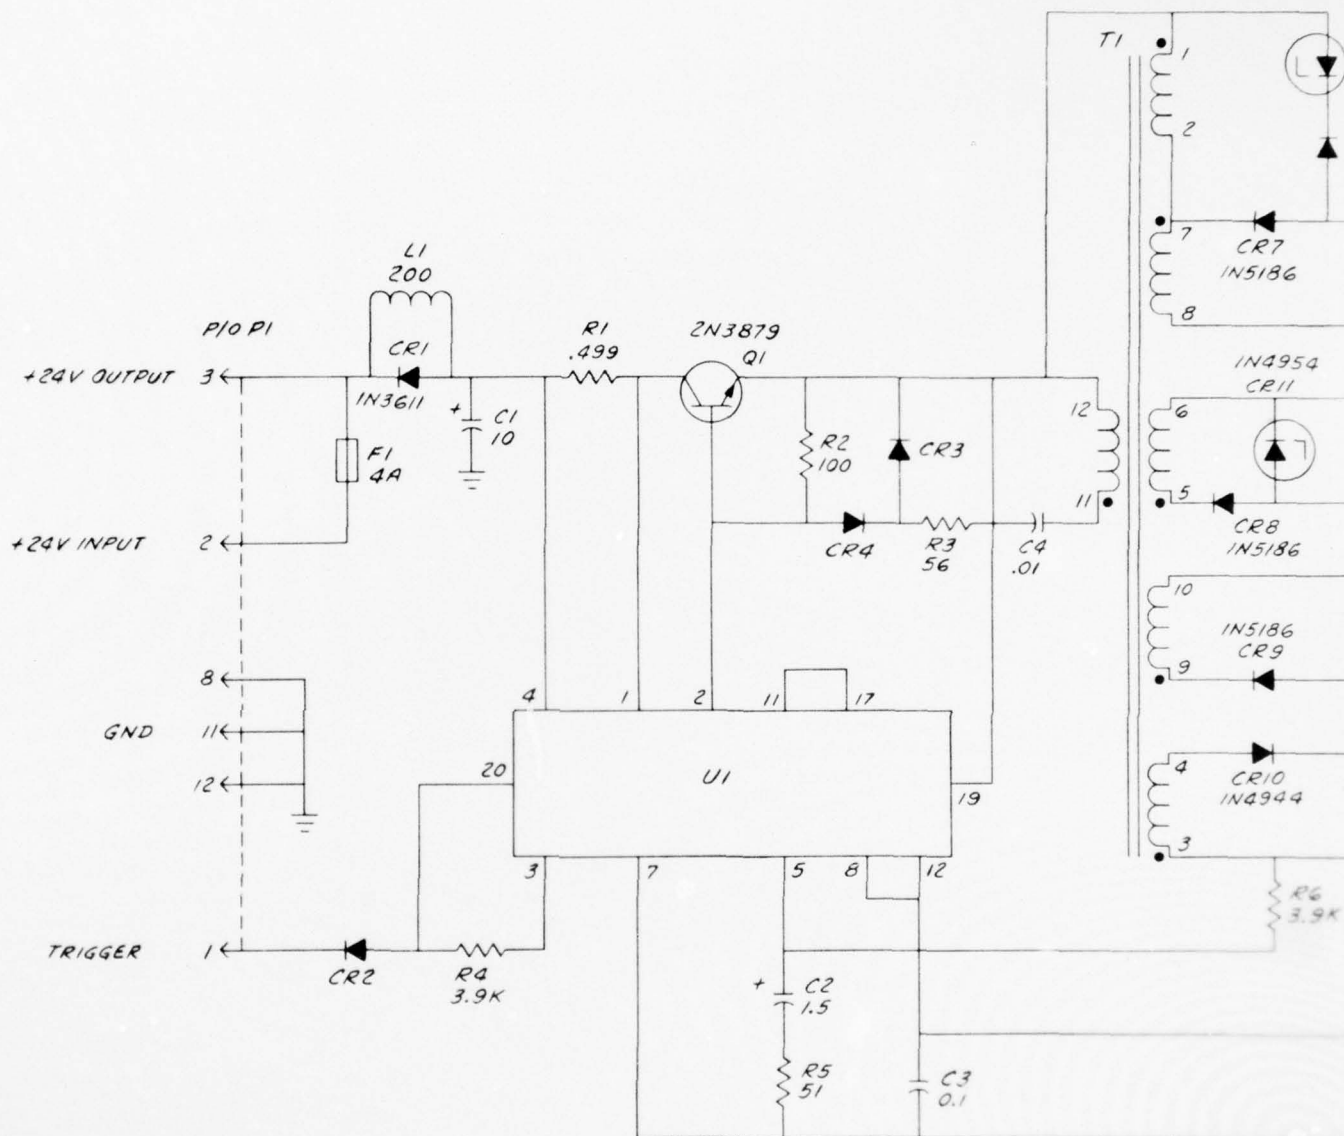 T1
1
2
7
CR7
1N5186
8
L1
200
P/O P1
CR1
1N3611
R1
.499
2N3879
Q1
+24V OUTPUT 3
+
C1
10
F1
4A
+24V INPUT 2
R2
100
CR3
CR4
R3
56
C4
.01
12
11
1N4954
CR11
6
5
CR8
1N5186
10
1N5186
CR9
9
4
CR10
1N4944
3
R6
3.9K
8
GND 11
12
4 1 2 11 17
20
U1
19
3 7 5 8 12
TRIGGER 1
CR2
R4
3.9K
+
C2
1.5
R5
51
C3
0.1